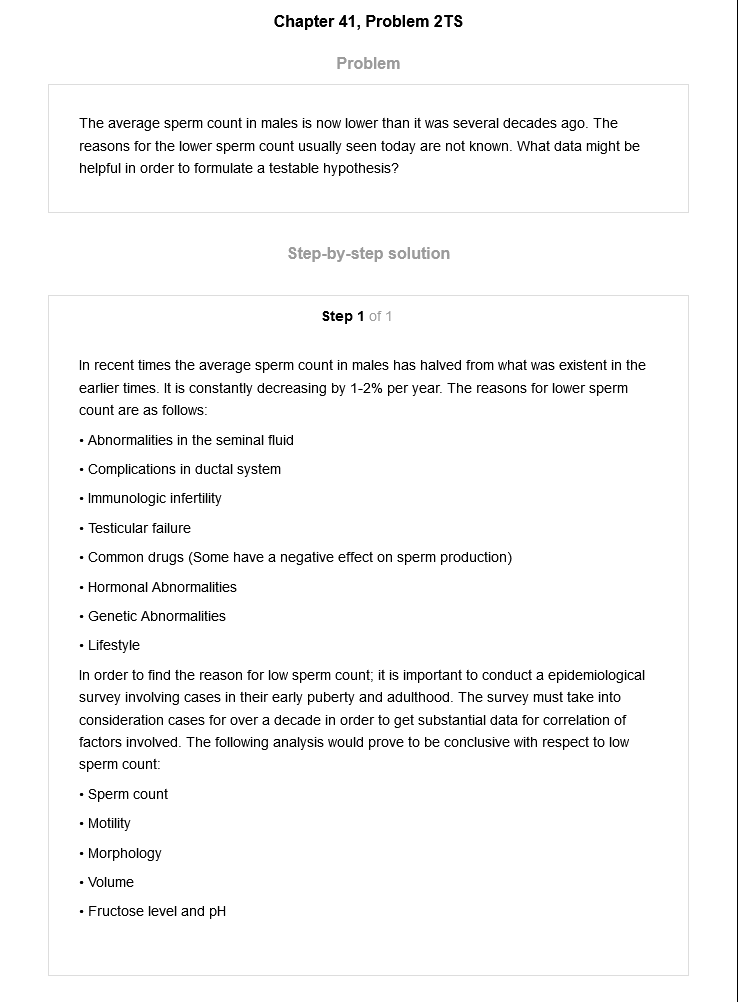 Chapter 41, Problem 2TS
Problem
The average sperm count in males is now lower than it was several decades ago. The
reasons for the lower sperm count usually seen today are not known. What data might be
helpful in order to formulate a testable hypothesis?
Step-by-step solution
Step 1 of 1
In recent times the average sperm count in males has halved from what was existent in the
earlier times. It is constantly decreasing by 1-2% per year. The reasons for lower sperm
count are as follows:
• Abnormalities in the seminal fluid
• Complications in ductal system
• Immunologic infertility
• Testicular failure
• Common drugs (Some have a negative effect on sperm production)
• Hormonal Abnormalities
• Genetic Abnormalities
• Lifestyle
In order to find the reason for low sperm count; it is important to conduct a epidemiological
survey involving cases in their early puberty and adulthood. The survey must take into
consideration cases for over a decade in order to get substantial data for correlation of
factors involved. The following analysis would prove to be conclusive with respect to low
sperm count:
• Sperm count
• Motility
• Morphology
• Volume
• Fructose level and pH